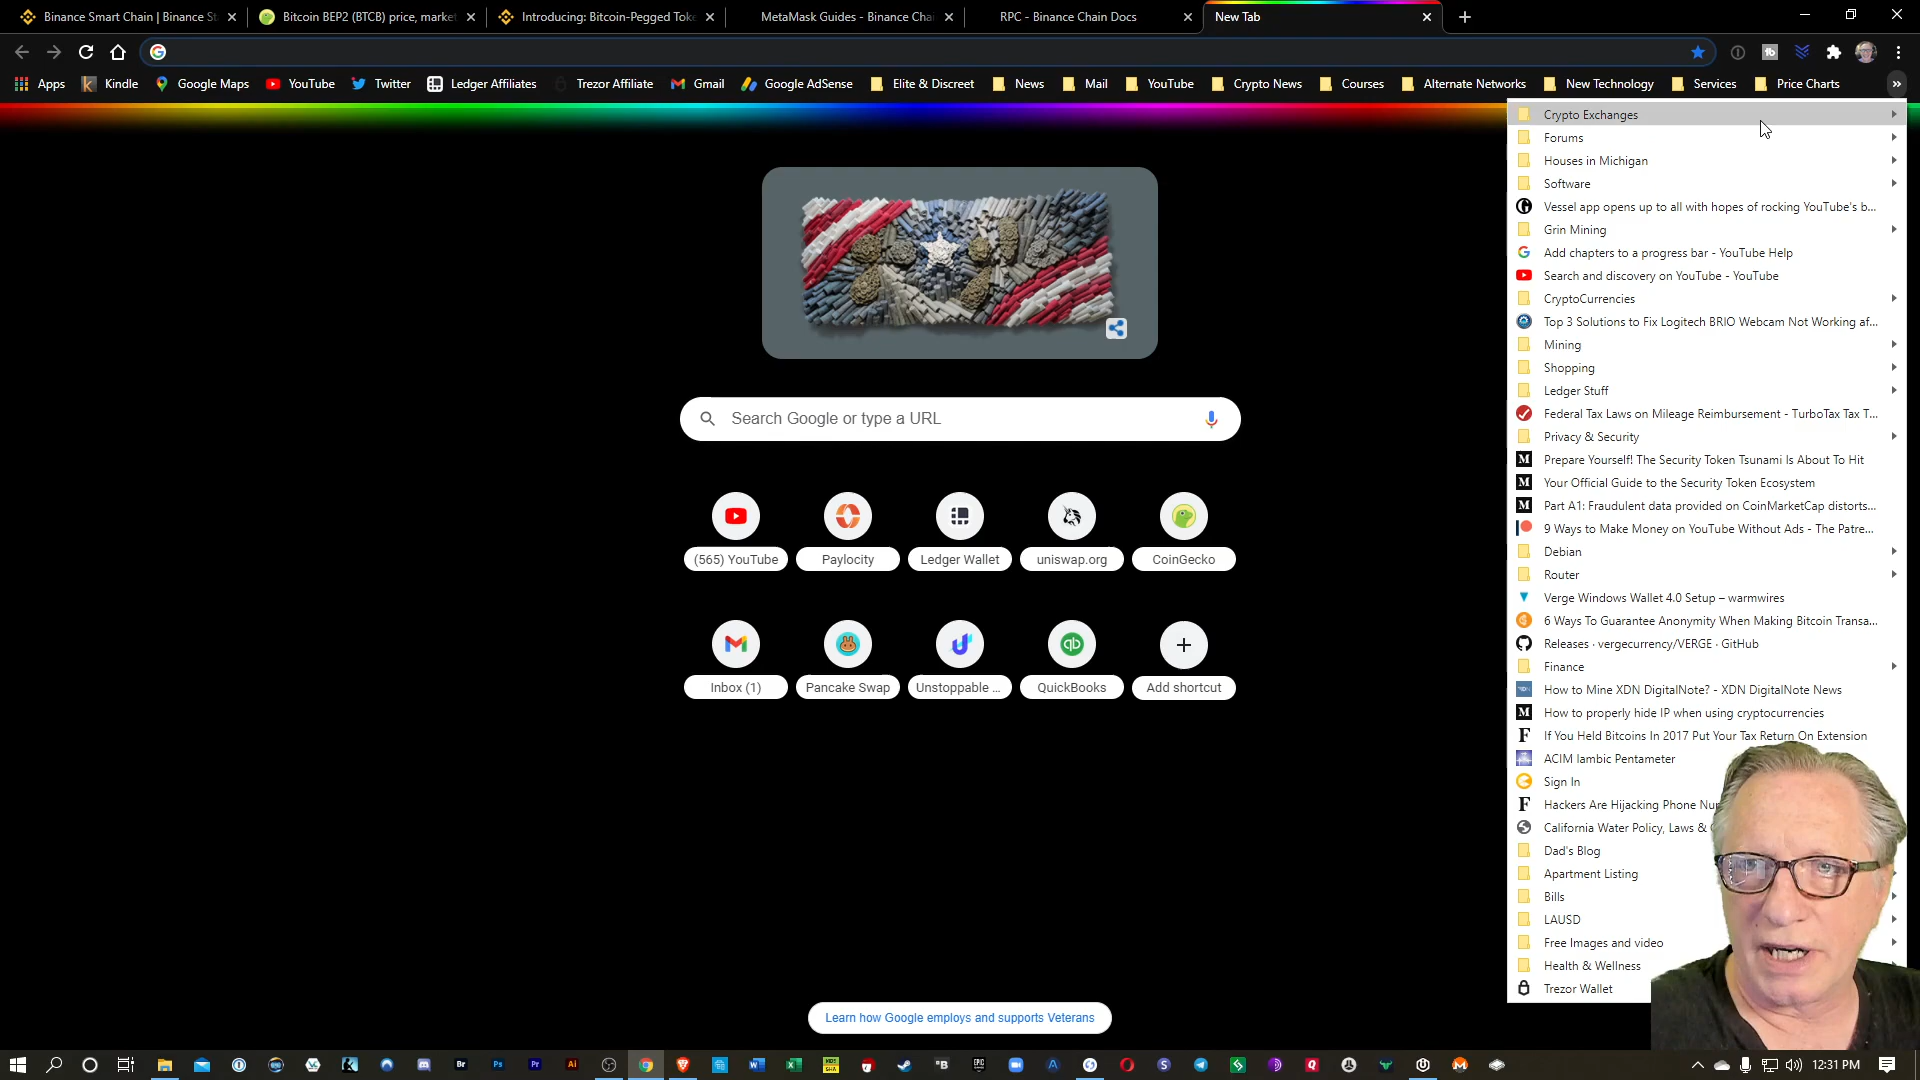 Binance Smart Chain | Binance St
Bitcoin BEP2 (BTCB) price, market
Introducing: Bitcoin-Pegged Toke
MetaMask Guides - Binance Chai
RPC - Binance Chain Docs
New Tab
Apps
Kindle
Google Maps
YouTube
Twitter
Ledger Affiliates
Trezor Affiliate
Gmail
Google AdSense
Elite & Discreet
News
Mail
YouTube
Crypto News
Courses
Alternate Networks
New Technology
Services
Price Charts
Crypto Exchanges
Forums
Houses in Michigan
Software
Vessel app opens up to all with hopes of rocking YouTube's b...
Grin Mining
Add chapters to a progress bar - YouTube Help
Search and discovery on YouTube - YouTube
CryptoCurrencies
Top 3 Solutions to Fix Logitech BRIO Webcam Not Working af...
Mining
Shopping
Ledger Stuff
Federal Tax Laws on Mileage Reimbursement - TurboTax Tax T...
Privacy & Security
Prepare Yourself! The Security Token Tsunami Is About To Hit
Your Official Guide to the Security Token Ecosystem
Part A1: Fraudulent data provided on CoinMarketCap distorts...
9 Ways to Make Money on YouTube Without Ads - The Patre...
Debian
Router
Verge Windows Wallet 4.0 Setup – warmwires
6 Ways To Guarantee Anonymity When Making Bitcoin Transa...
Releases · vergecurrency/VERGE · GitHub
Finance
How to Mine XDN DigitalNote? - XDN DigitalNote News
How to properly hide IP when using cryptocurrencies
If You Held Bitcoins In 2017 Put Your Tax Return On Extension
ACIM Iambic Pentameter
Sign In
Hackers Are Hijacking Phone Nu
California Water Policy, Laws &
Dad's Blog
Apartment Listing
Bills
LAUSD
Free Images and video
Health & Wellness
Trezor Wallet
Search Google or type a URL
(565) YouTube
Paylocity
Ledger Wallet
uniswap.org
CoinGecko
Inbox (1)
Pancake Swap
Unstoppable ...
QuickBooks
Add shortcut
Learn how Google employs and supports Veterans
12:31 PM